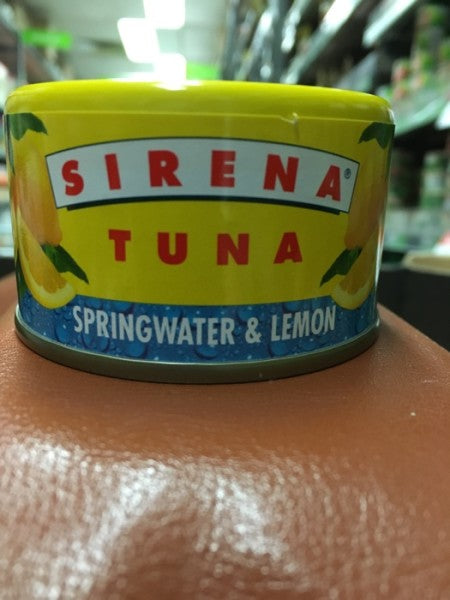 SIRENA®
TUNA
SPRINGWATER & LEMON